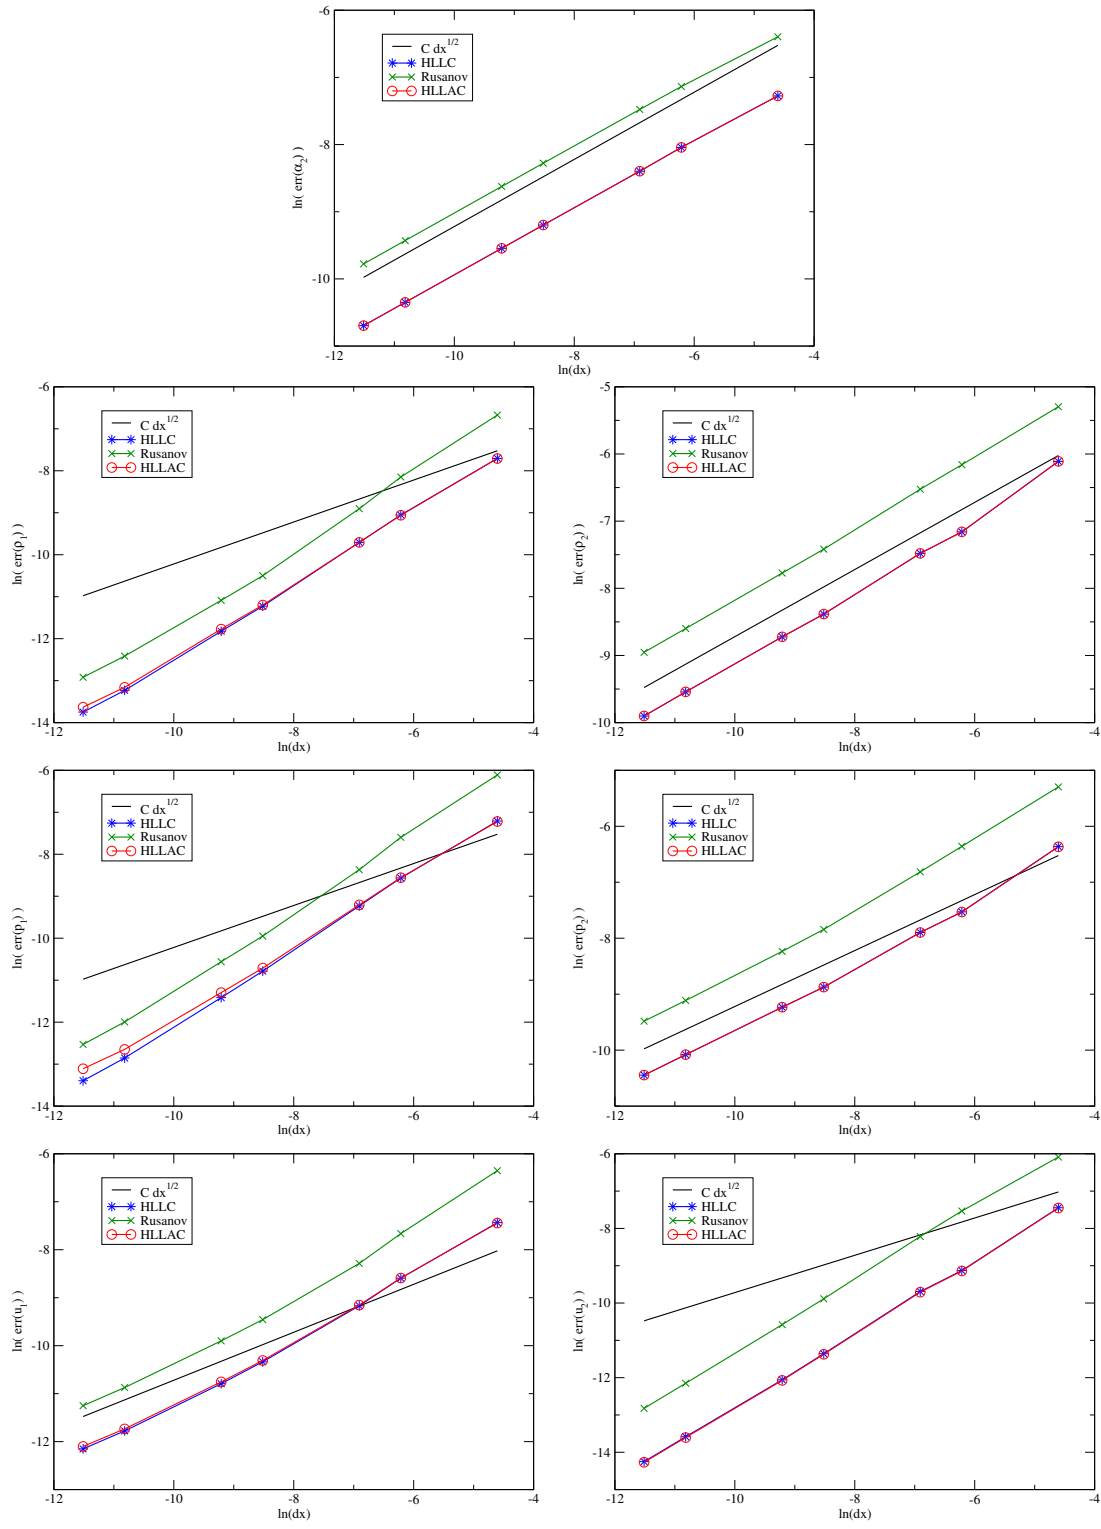 -6
C dx1/2
HLLC
Rusanov
HLLAC
-8
ln( err(α2) )
-10
-12 -10 -8 -6 -4
ln(dx)
-6
C dx1/2
HLLC
Rusanov
HLLAC
-8
ln( err(ρ1) )
-10
-12
-14
-12 -10 -8 -6 -4
ln(dx)
-5
C dx1/2
HLLC
Rusanov
HLLAC
-6
-7
ln( err(ρ2) )
-8
-9
-10
-12 -10 -8 -6 -4
ln(dx)
-6
C dx1/2
HLLC
Rusanov
HLLAC
-8
ln( err(p1) )
-10
-12
-14
-12 -10 -8 -6 -4
ln(dx)
C dx1/2
HLLC
Rusanov
HLLAC
-6
ln( err(p2) )
-8
-10
-12 -10 -8 -6 -4
ln(dx)
-6
C dx1/2
HLLC
Rusanov
HLLAC
-8
ln( err(u1) )
-10
-12
-12 -10 -8 -6 -4
ln(dx)
-6
C dx1/2
HLLC
Rusanov
HLLAC
-8
ln( err(u2) )
-10
-12
-14
-12 -10 -8 -6 -4
ln(dx)